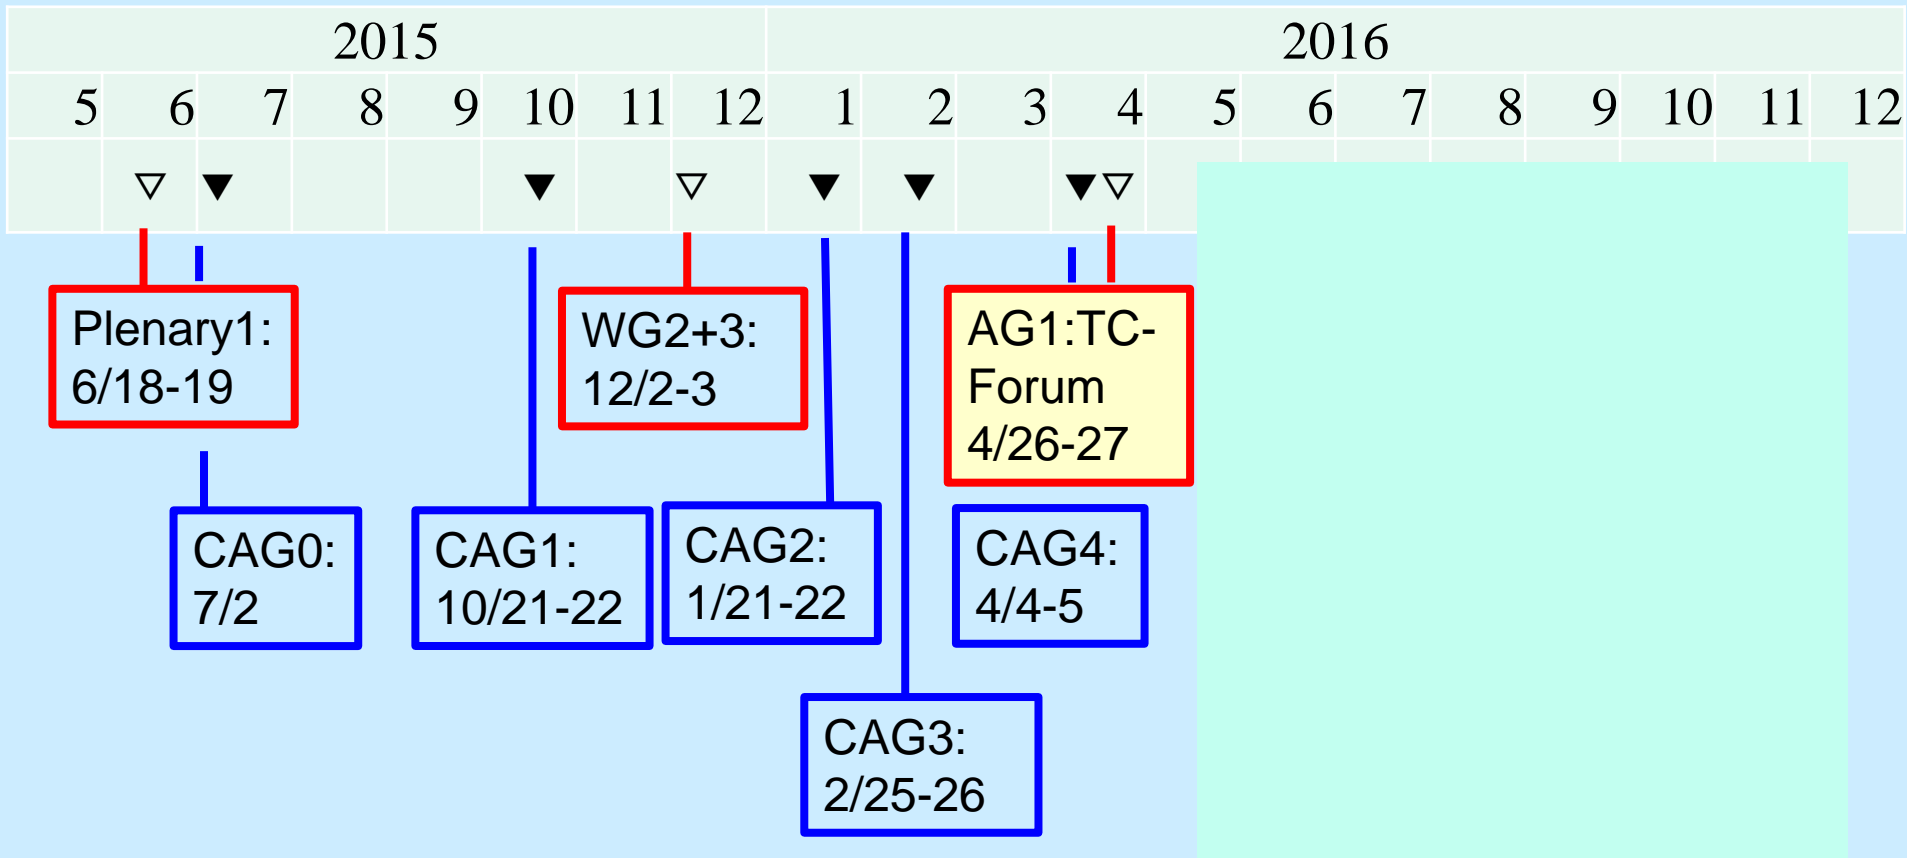 2015 2016
5 6 7 8 9 10 11 12 1 2 3 4 5 6 7 8 9 10 11 12
Plenary1:
6/18-19
WG2+3:
12/2-3
AG1:TC-
Forum
4/26-27
CAG0:
7/2
CAG1:
10/21-22
CAG2:
1/21-22
CAG4:
4/4-5
CAG3:
2/25-26